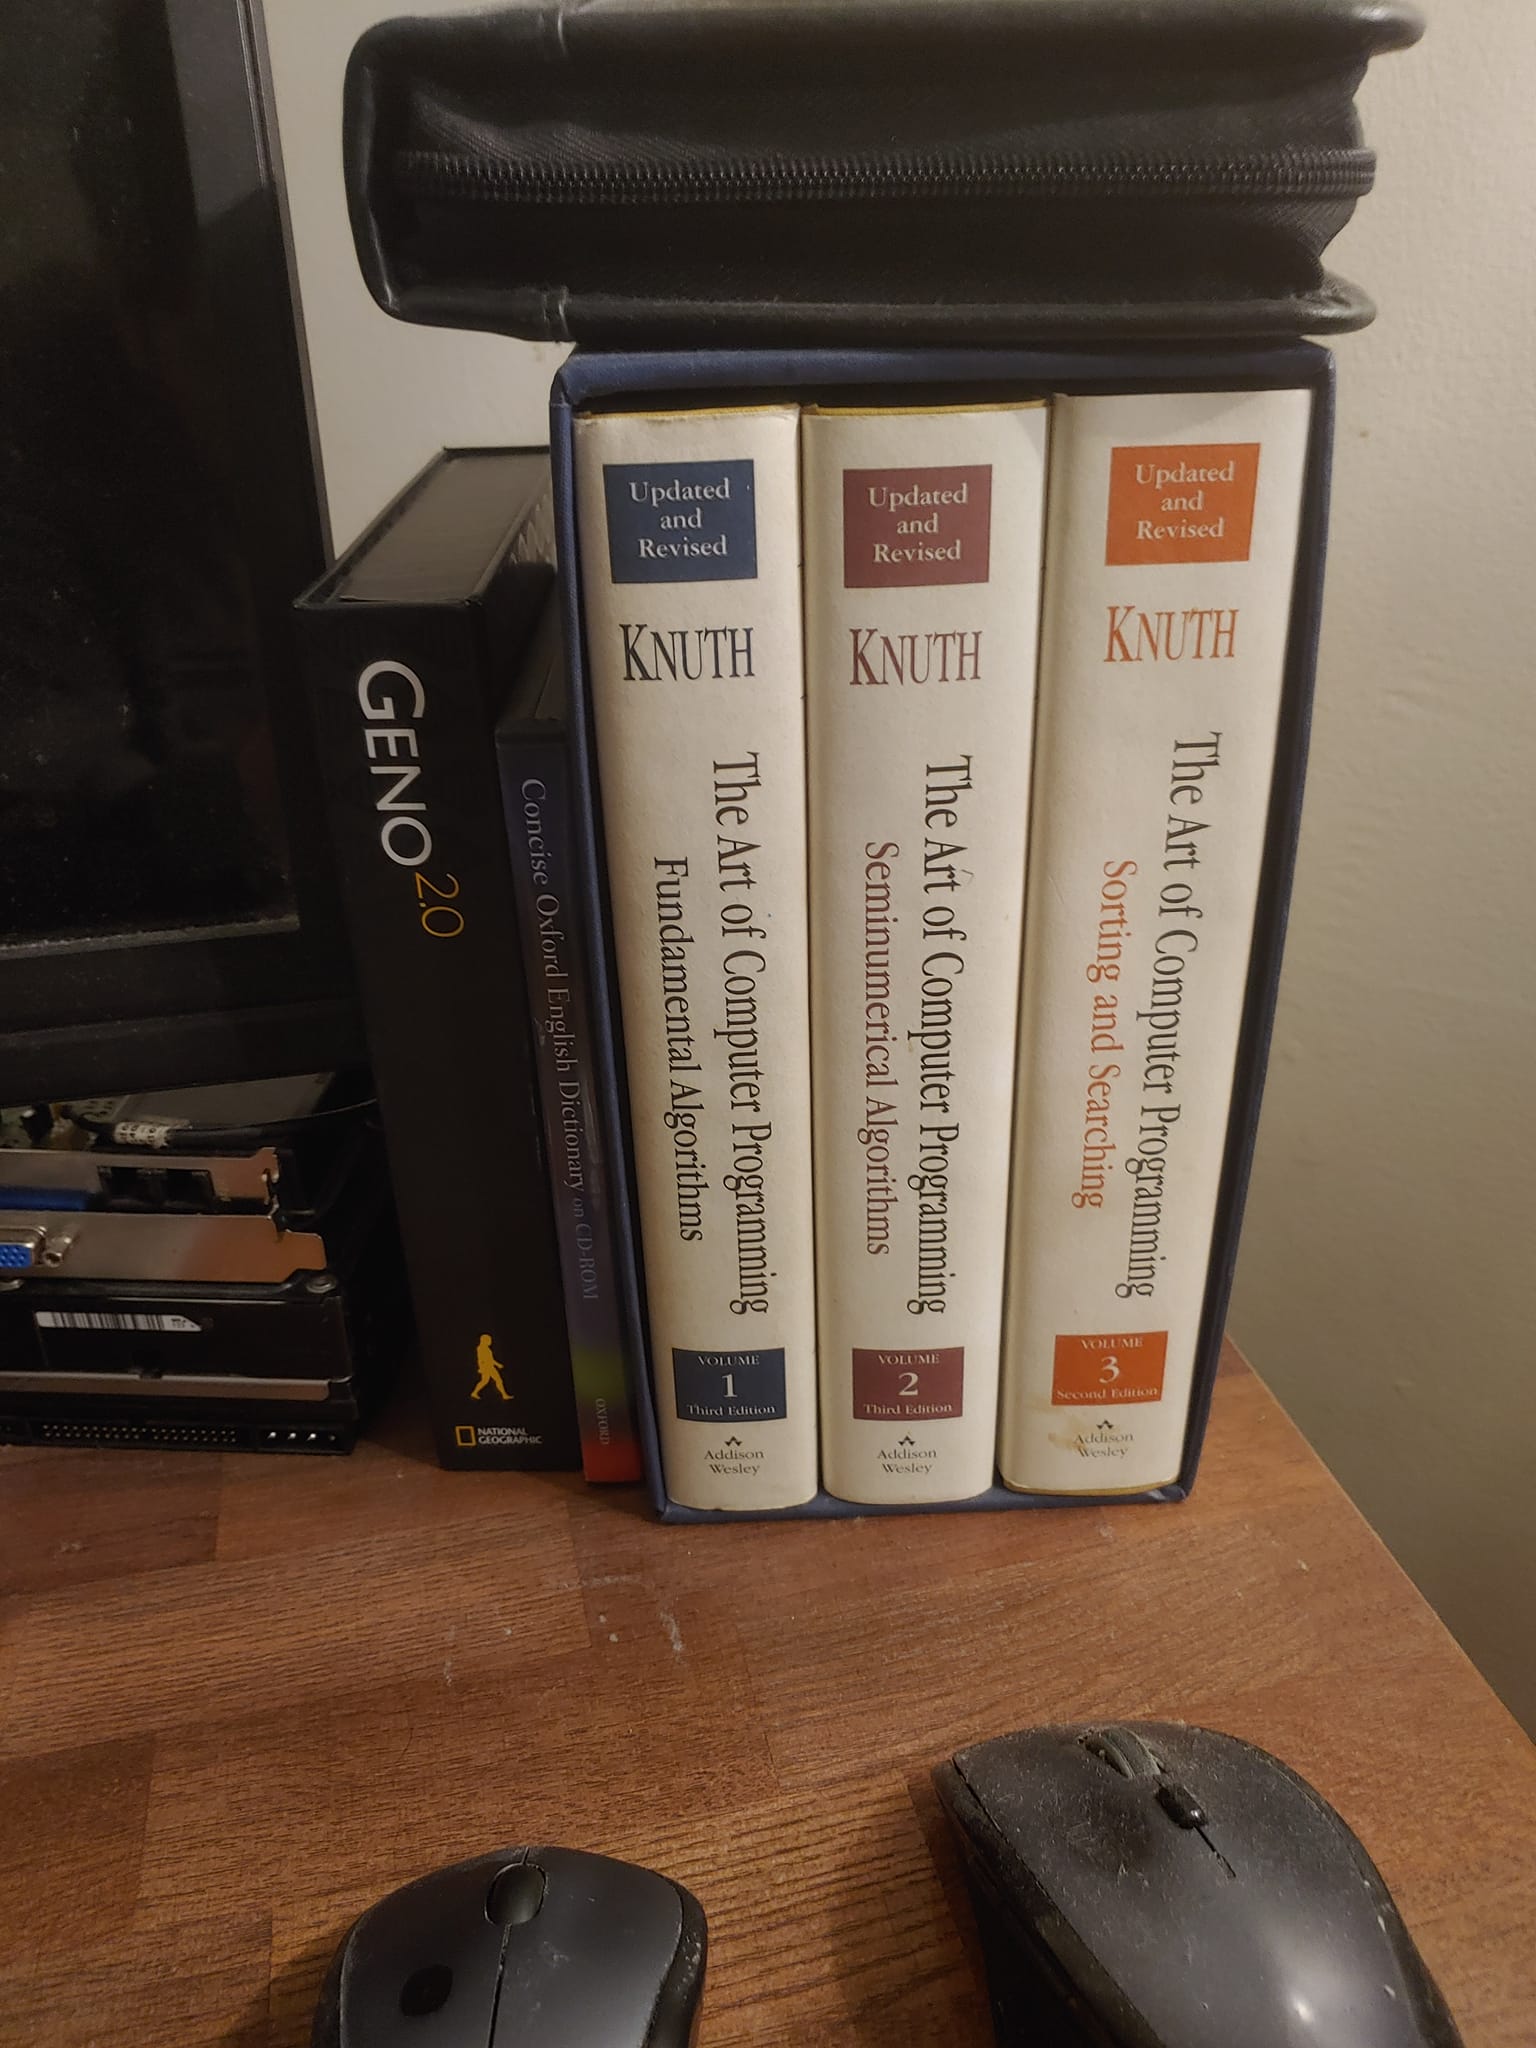 GENO 2.0
NATIONAL
GEOGRAPHIC
Concise Oxford English Dictionary on CD-ROM
OXFORD
Updated
and
Revised
KNUTH
The Art of Computer Programming
Fundamental Algorithms
VOLUME
1
Third Edition
Addison
Wesley
Updated
and
Revised
KNUTH
The Art of Computer Programming
Seminumerical Algorithms
VOLUME
2
Third Edition
Addison
Wesley
Updated
and
Revised
KNUTH
The Art of Computer Programming
Sorting and Searching
VOLUME
3
Second Edition
Addison
Wesley